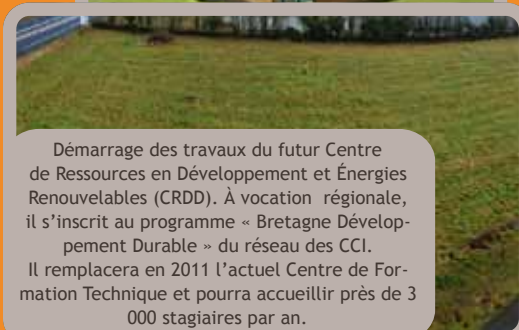 Démarrage des travaux du futur Centre
de Ressources en Développement et Énergies
Renouvelables (CRDD). À vocation régionale,
il s’inscrit au programme « Bretagne Dévelop-
pement Durable » du réseau des CCI.
Il remplacera en 2011 l’actuel Centre de For-
mation Technique et pourra accueillir près de 3
000 stagiaires par an.